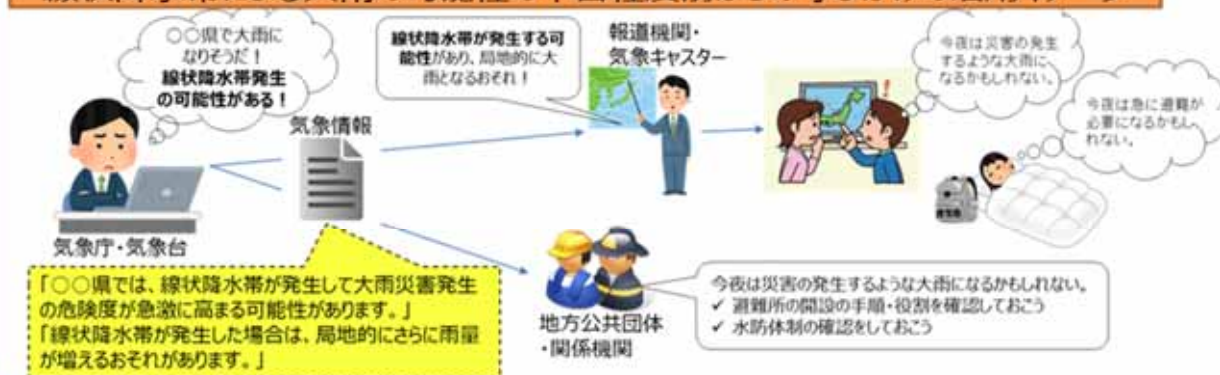 ○○県で大雨に
なりそうだ！
線状降水帯発生
の可能性がある！
線状降水帯が発生する可
能性があり、局地的に大
雨となるおそれ！
報道機関・
気象キャスター
今夜は災害の発生
するような大雨に
なるかもしれない。
今夜は急に避難が
必要になるかもし
れない。
気象情報
気象庁・気象台
「○○県では、線状降水帯が発生して大雨災害発生
の危険度が急激に高まる可能性があります。」
「線状降水帯が発生した場合は、局地的にさらに雨量
が増えるおそれがあります。」
地方公共団体
・関係機関
今夜は災害の発生するような大雨になるかもしれない。
✓ 避難所の開設の手順・役割を確認しておこう
✓ 水防体制の確認をしておこう